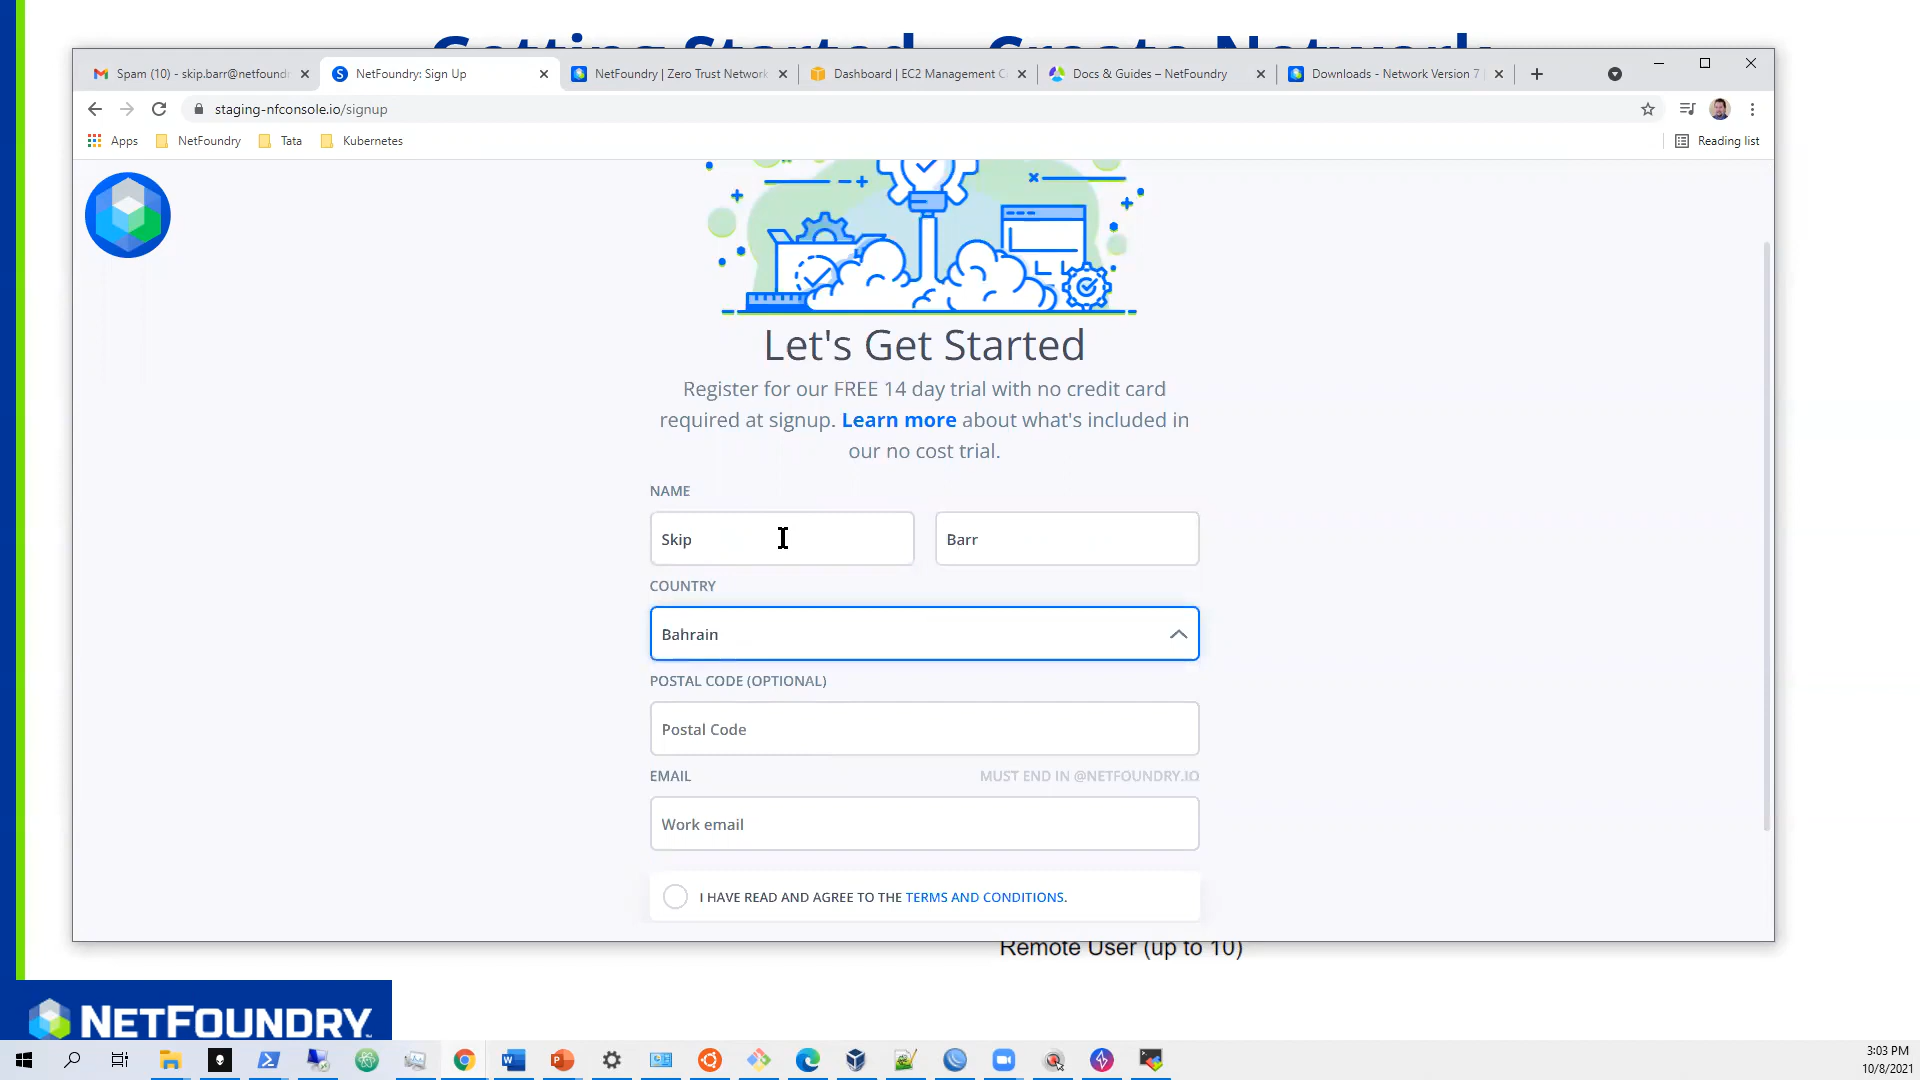 Getting Started – Create Network
Spam (10) - skip.barr@netfound
NetFoundry: Sign Up
NetFoundry | Zero Trust Network
Dashboard | EC2 Management C
Docs & Guides – NetFoundry
Downloads - Network Version 7
staging-nfconsole.io/signup
Apps
NetFoundry
Tata
Kubernetes
Reading list
Let's Get Started
Register for our FREE 14 day trial with no credit card
required at signup. Learn more about what's included in
our no cost trial.
NAME
Skip
Barr
COUNTRY
Bahrain
POSTAL CODE (OPTIONAL)
Postal Code
EMAIL
MUST END IN @NETFOUNDRY.IO
Work email
I HAVE READ AND AGREE TO THE TERMS AND CONDITIONS.
Remote User (up to 10)
NETFOUNDRY
3:03 PM
10/8/2021